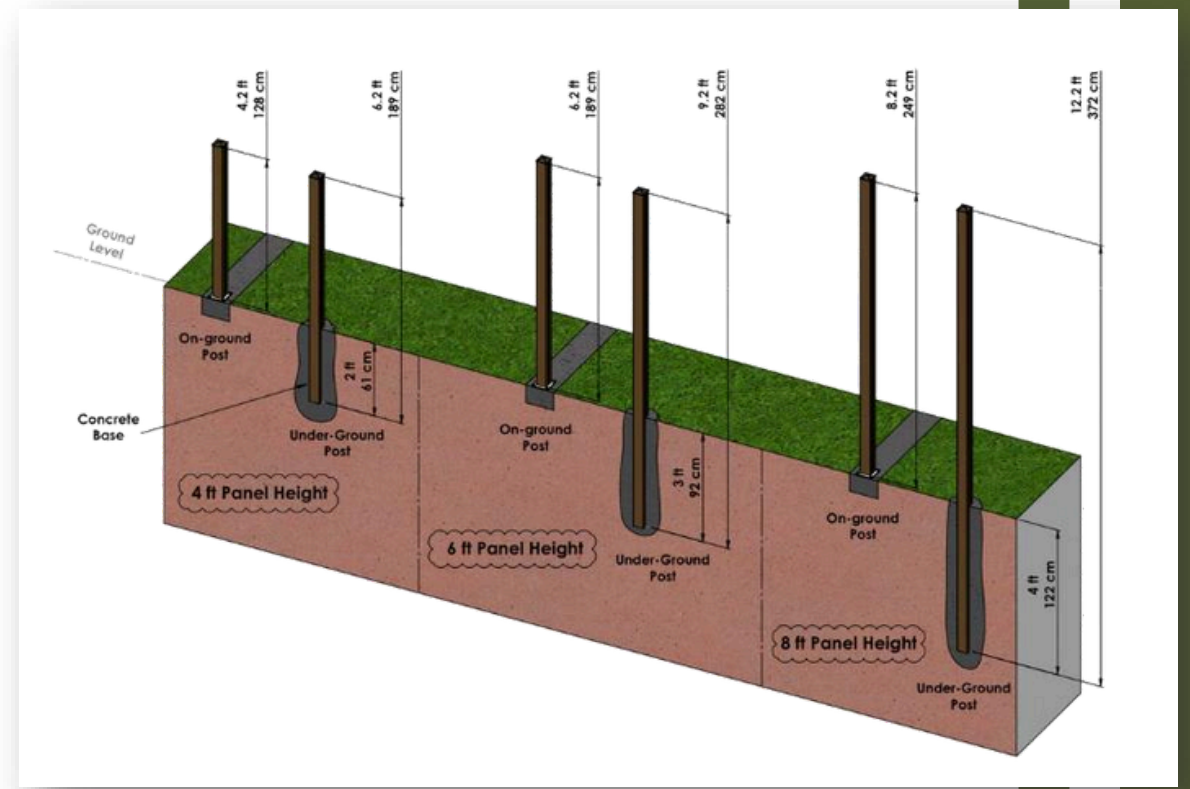 4.2 ft
128 cm
6.2 ft
189 cm
6.2 ft
189 cm
9.2 ft
282 cm
8.2 ft
249 cm
12.2 ft
372 cm
Ground
Level
On-ground
Post
2 ft
61 cm
Concrete
Base
Under-Ground
Post
4 ft Panel Height
On-ground
Post
3 ft
92 cm
6 ft Panel Height
Under-Ground
Post
On-ground
Post
4 ft
122 cm
8 ft Panel Height
Under-Ground
Post